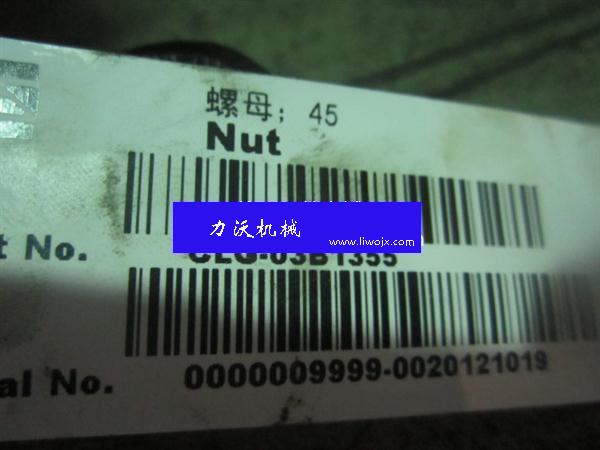 螺母; 45
Nut
力沃机械
www.liwojx.com
t No. CLG-03B1355
al No. 0000009999-0020121019